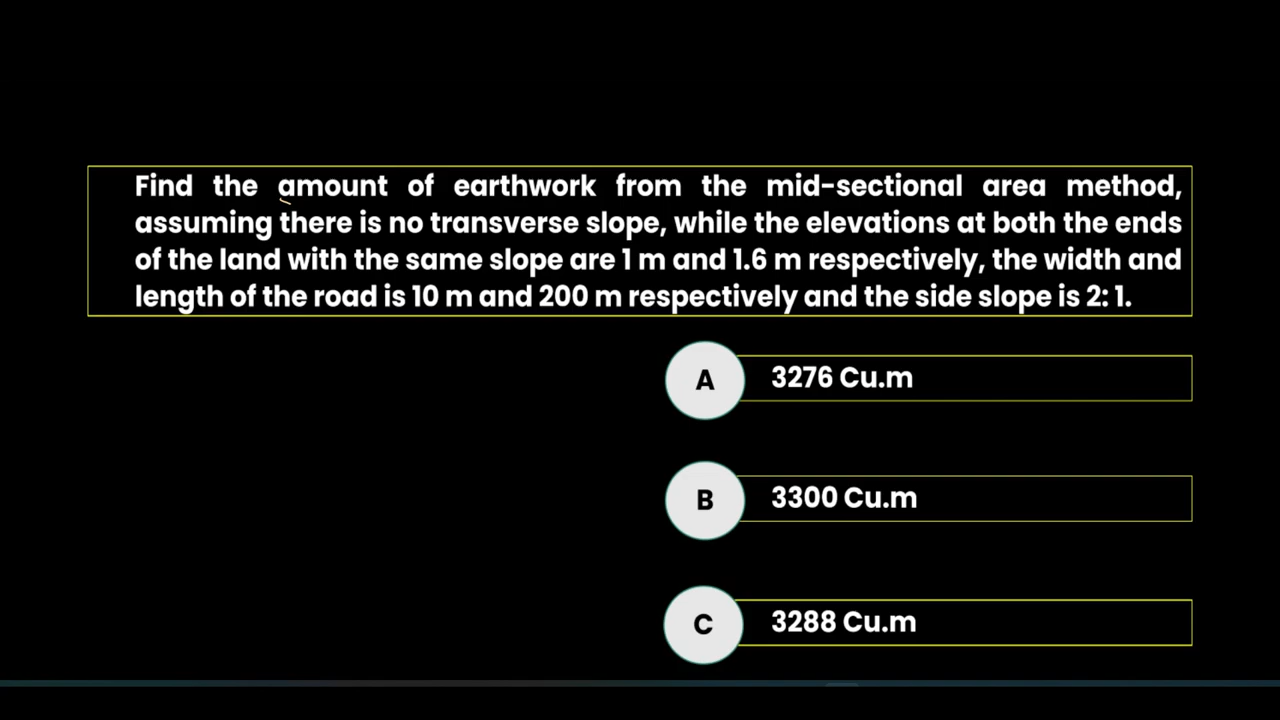 Find the amount of earthwork from the mid-sectional area method,
assuming there is no transverse slope, while the elevations at both the ends
of the land with the same slope are 1 m and 1.6 m respectively, the width and
length of the road is 10 m and 200 m respectively and the side slope is 2: 1.
A 3276 Cu.m
B 3300 Cu.m
C 3288 Cu.m